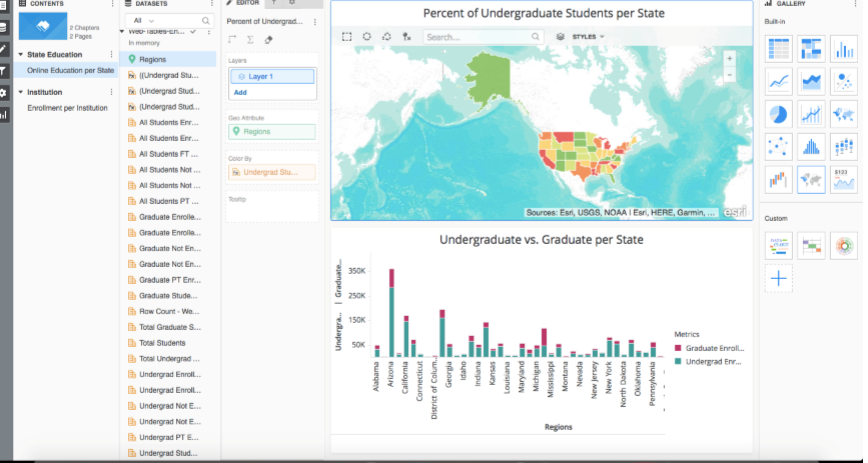 CONTENTS
2 Chapters
2 Pages
State Education
Online Education per State
Institution
Enrollment per Institution
DATASETS
All
Web-Tables-En...
In memory
Regions
((Undergrad Stu...
(Undergrad Stud...
(Undergrad Stud...
All Students Enr...
All Students Enr...
All Students FT ...
All Students Not ...
All Students Not ...
All Students PT ...
Graduate Enrolle...
Graduate Enrolle...
Graduate Not En...
Graduate Not En...
Graduate PT Enr...
Graduate Stude...
Row Count - We...
Total Graduate S...
Total Students
Total Undergrad ...
Undergrad Enroll...
Undergrad Enroll...
Undergrad Not E...
Undergrad Not E...
Undergrad PT E...
Undergrad Stud...
EDITOR
Percent of Undergrad...
Layers
Layer 1
Add
Geo Attribute
Regions
Color By
Undergrad Stu...
Tooltip
Percent of Undergraduate Students per State
Search...
STYLES
+
−
Sources: Esri, USGS, NOAA | Esri, HERE, Garmin, ...
esri
Undergraduate vs. Graduate per State
Undergra... | Graduate...
350K
250K
150K
50K
Alabama
Arizona
California
Connecticut
District of Colum...
Georgia
Idaho
Indiana
Kansas
Louisiana
Maryland
Michigan
Mississippi
Montana
Nevada
New Jersey
New York
North Dakota
Oklahoma
Pennsylvania
Regions
Metrics
Graduate Enroll...
Undergrad Enr...
GALLERY
Built-in
$123
Custom